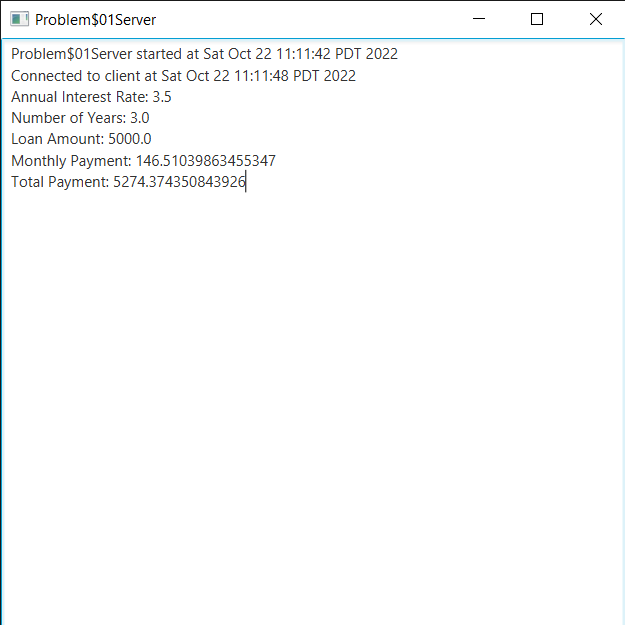 Problem$01Server
Problem$01Server started at Sat Oct 22 11:11:42 PDT 2022
Connected to client at Sat Oct 22 11:11:48 PDT 2022
Annual Interest Rate: 3.5
Number of Years: 3.0
Loan Amount: 5000.0
Monthly Payment: 146.51039863455347
Total Payment: 5274.374350843926